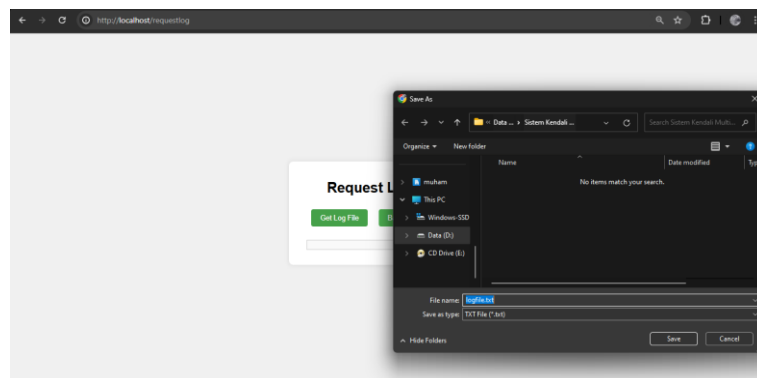 http://localhost/requestlog
Save As
Data ... › Sistem Kendali ...
Search Sistem Kendali Multi...
Organize
New folder
Name
Date modified
No items match your search.
muham
This PC
Windows-SSD
Data (D:)
CD Drive (E:)
Request L
Get Log File
File name:
logfile.txt
Save as type:
TXT File (*.txt)
Hide Folders
Save
Cancel